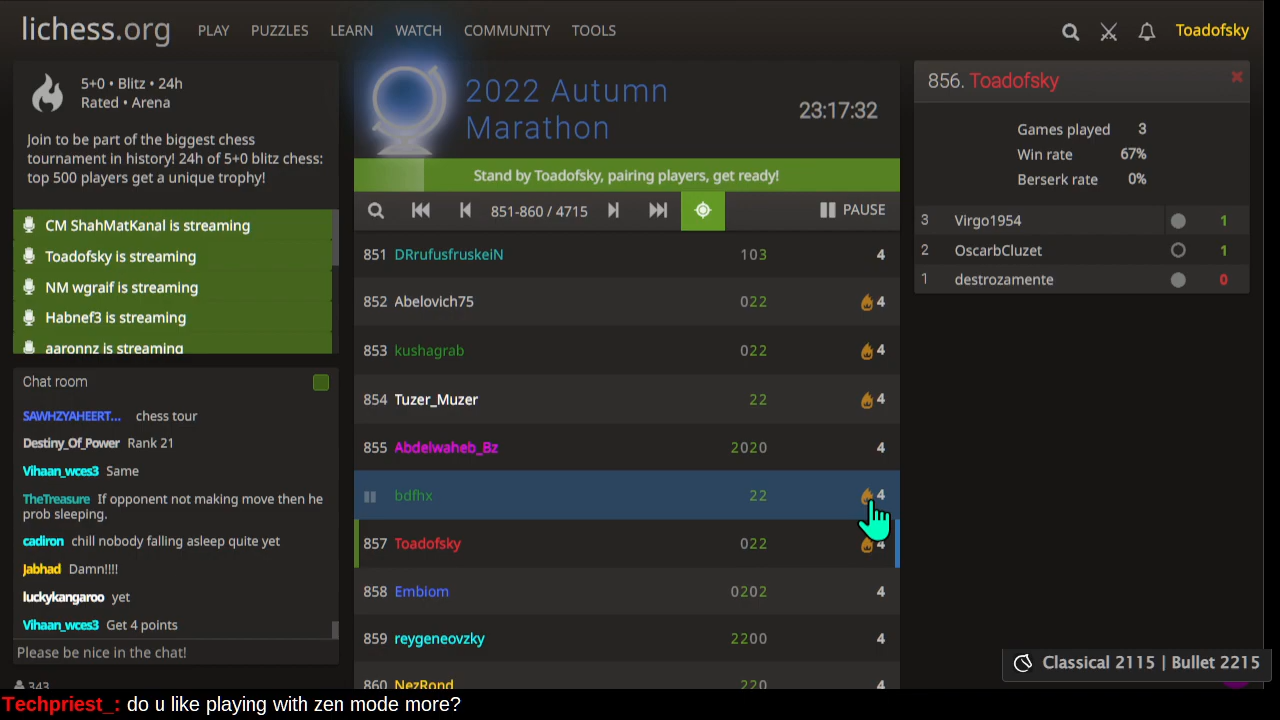 lichess.org PLAY PUZZLES LEARN WATCH COMMUNITY TOOLS Toadofsky
5+0 • Blitz • 24h
Rated • Arena
Join to be part of the biggest chess
tournament in history! 24h of 5+0 blitz chess:
top 500 players get a unique trophy!
CM ShahMatKanal is streaming
Toadofsky is streaming
NM wgraif is streaming
Habnef3 is streaming
aaronnz is streaming
Chat room
SAWHZYAHEERT... chess tour
Destiny_Of_Power Rank 21
Vihaan_wces3 Same
TheTreasure If opponent not making move then he
prob sleeping.
cadiron chill nobody falling asleep quite yet
Jabhad Damn!!!!
luckykangaroo yet
Vihaan_wces3 Get 4 points
Please be nice in the chat!
343
2022 Autumn
Marathon
23:17:32
Stand by Toadofsky, pairing players, get ready!
851-860 / 4715 PAUSE
851 DRrufusfruskeiN 103 4
852 Abelovich75 022 4
853 kushagrab 022 4
854 Tuzer_Muzer 22 4
855 Abdelwaheb_Bz 2020 4
bdfhx 22 4
857 Toadofsky 022 4
858 Embiom 0202 4
859 reygeneovzky 2200 4
860 NezRond 220 4
856. Toadofsky
Games played 3
Win rate 67%
Berserk rate 0%
3 Virgo1954 1
2 OscarbCluzet 1
1 destrozamente 0
Classical 2115 | Bullet 2215
Techpriest_: do u like playing with zen mode more?